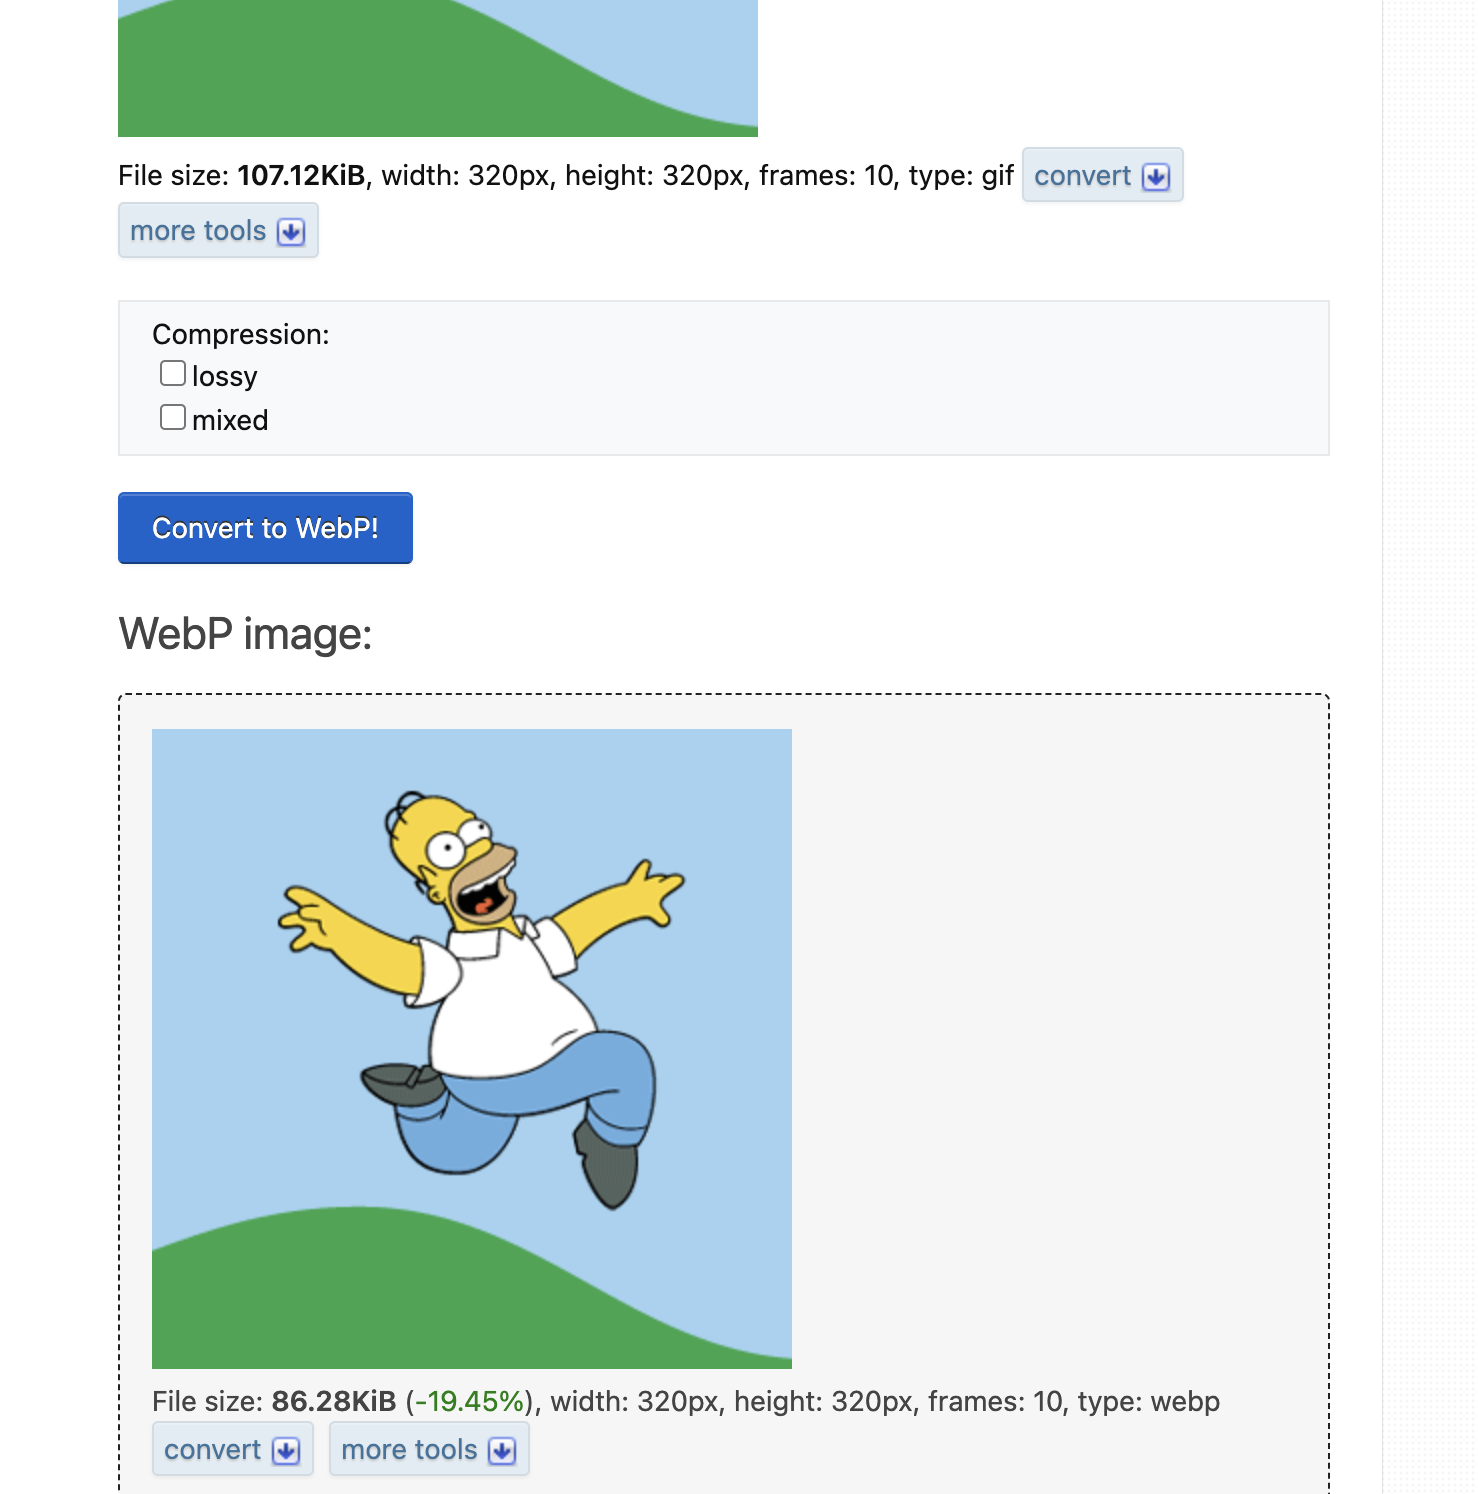 File size: 107.12KiB, width: 320px, height: 320px, frames: 10, type: gif convert
more tools
Compression:
lossy
mixed
Convert to WebP!
WebP image:
File size: 86.28KiB (-19.45%), width: 320px, height: 320px, frames: 10, type: webp
convert more tools